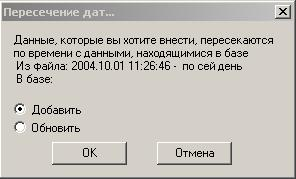 Пересечение дат...
Данные, которые вы хотите внести, пересекаются
по времени с данными, находящимися в базе
Из Файла: 2004.10.01 11:26:46 - по сей день
В базе:
Добавить
Обновить
OK Отмена